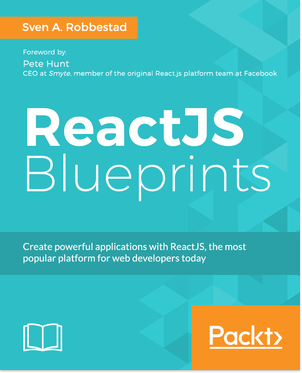 Sven A. Robbestad
Foreword by:
Pete Hunt
CEO at Smyte, member of the original React.js platform team at Facebook
ReactJS
Blueprints
Create powerful applications with ReactJS, the most
popular platform for web developers today
Packt>